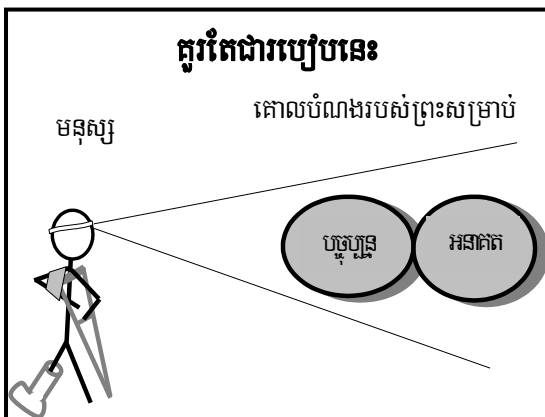 គួរតែជារបៀបនេះ
មនុស្ស
គោលបំណងរបស់ព្រះសម្រាប់
បច្ចុប្បន្ន
អនាគត